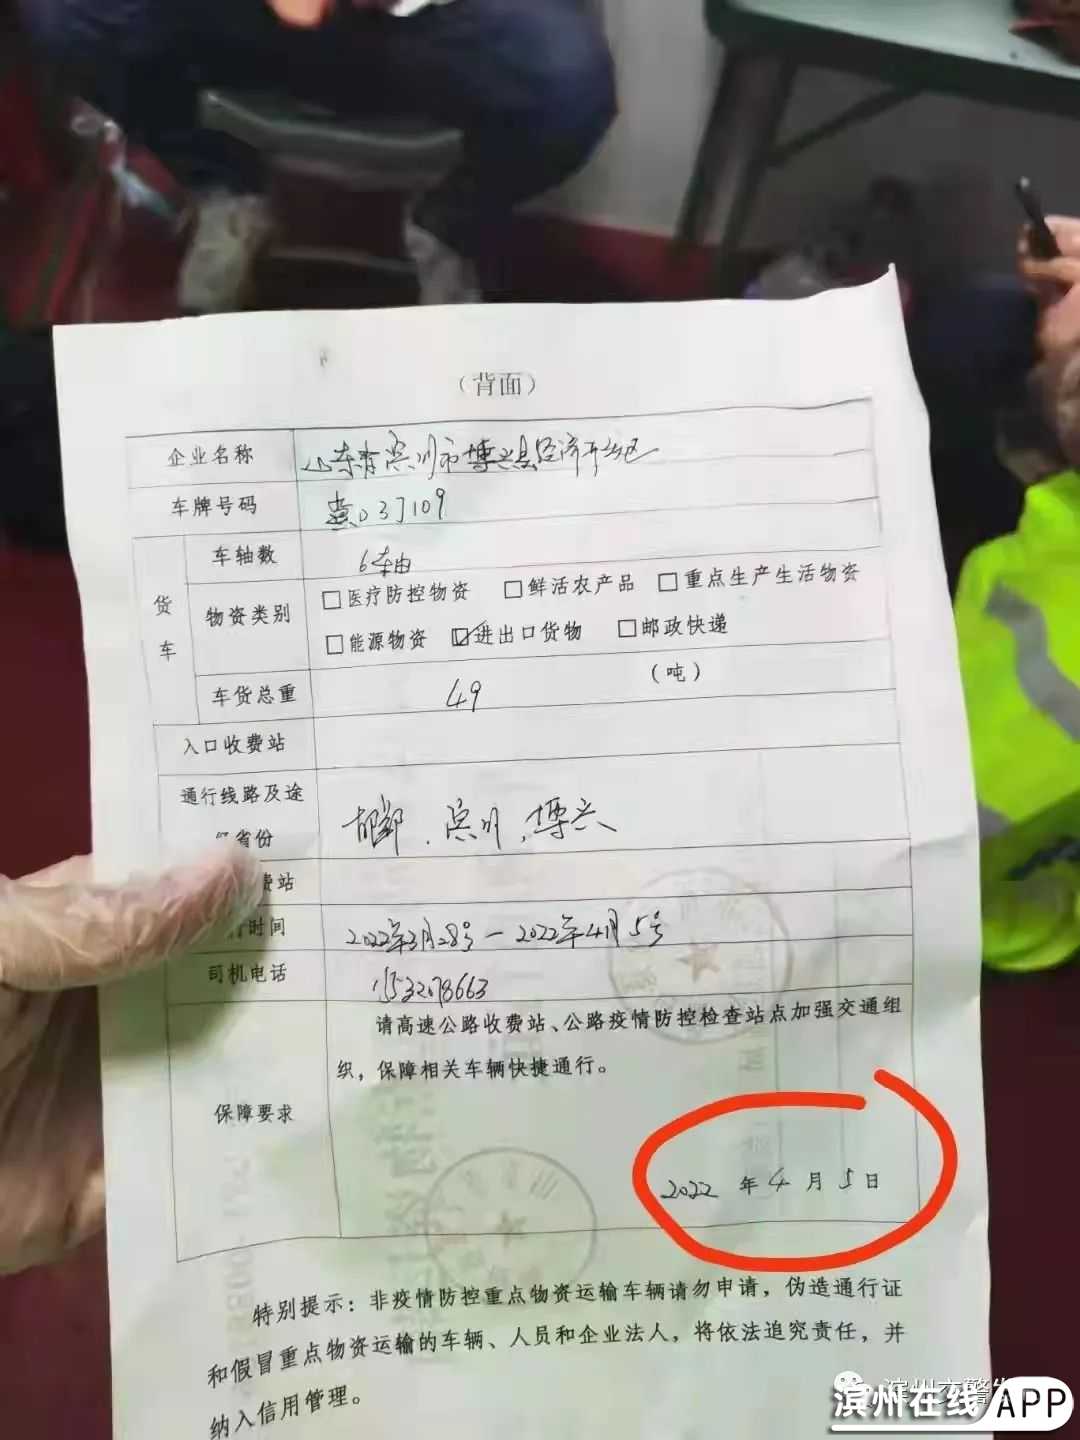 （背面）
企业名称 山东省滨州市博兴县经济开发区
车牌号码 冀D3J109
货车
车轴数 6车由
物资类别 □医疗防控物资 □鲜活农产品 □重点生产生活物资
□能源物资 ☑进出口货物 □邮政快递
车货总重 49 （吨）
入口收费站
通行线路及途
省份 邯郸、滨州、博兴
费站
时间 2022年3月28号—2022年4月5号
司机电话
请高速公路收费站、公路疫情防控检查站点加强交通组
织，保障相关车辆快捷通行。
保障要求
2022 年 4 月 5 日
特别提示：非疫情防控重点物资运输车辆请勿申请，伪造通行证
和假冒重点物资运输的车辆、人员和企业法人，将依法追究责任，并
纳入信用管理。
滨州在线 APP